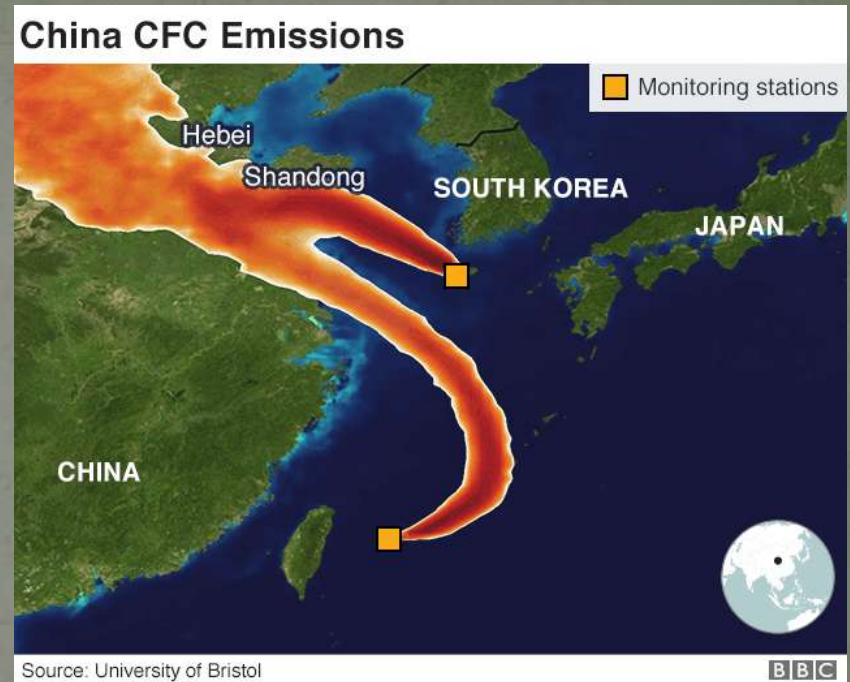 China CFC Emissions
Monitoring stations
Hebei
Shandong
SOUTH KOREA
JAPAN
CHINA
Source: University of Bristol
BBC